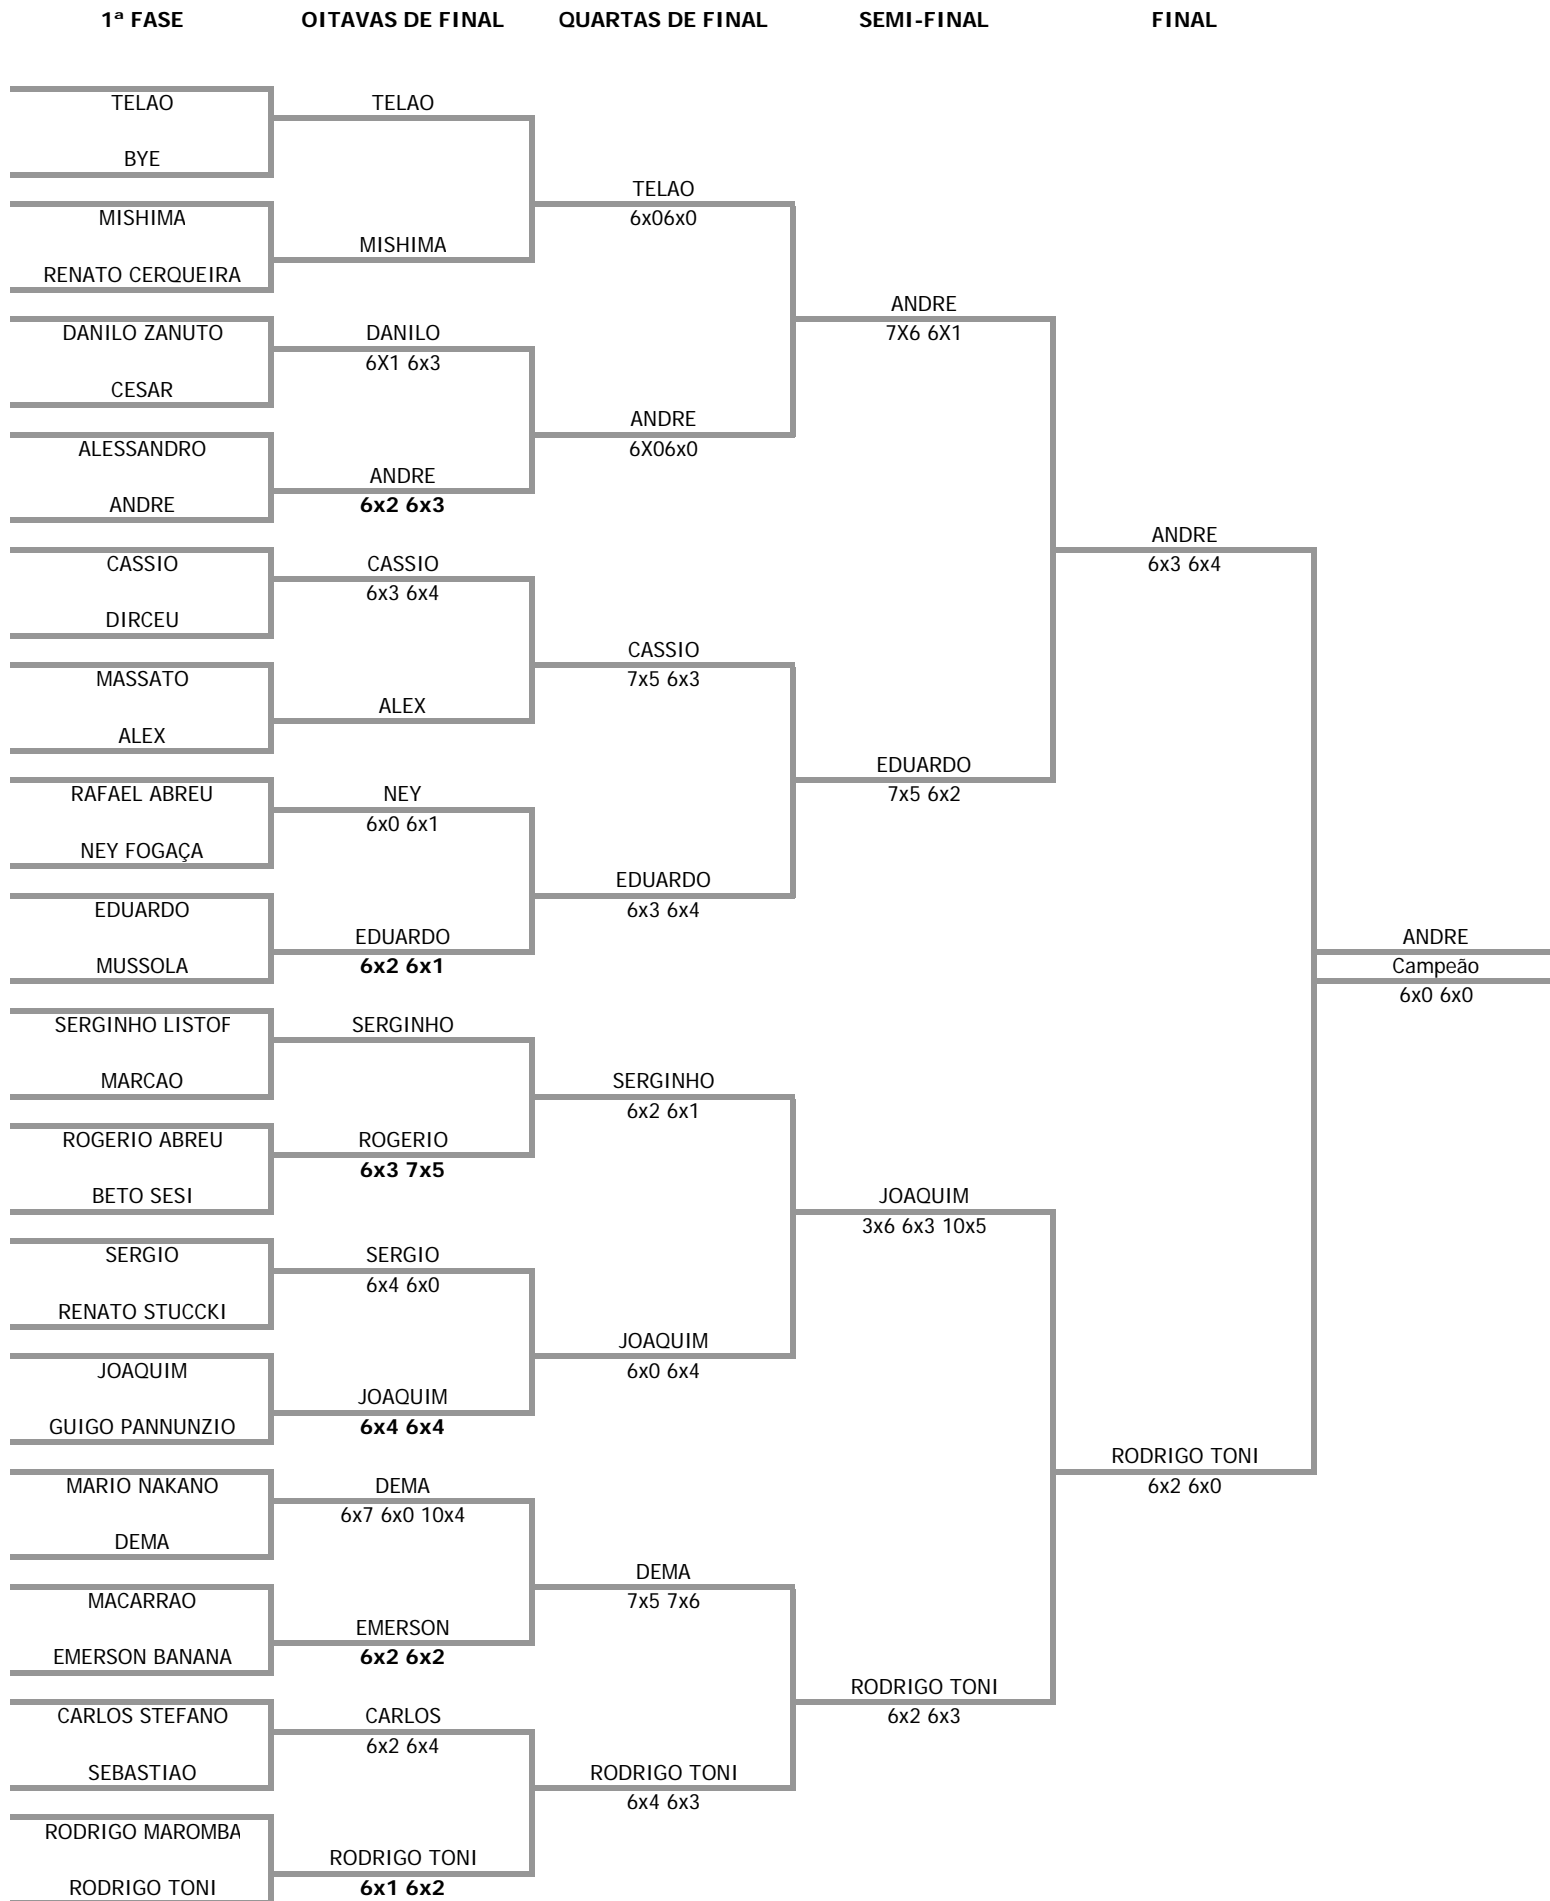 1ª FASE OITAVAS DE FINAL QUARTAS DE FINAL SEMI-FINAL FINAL
TELAO TELAO
BYE
TELAO
MISHIMA 6x06x0
MISHIMA
RENATO CERQUEIRA
ANDRE
DANILO ZANUTO DANILO 7X6 6X1
6X1 6x3
CESAR
ANDRE
ALESSANDRO 6X06x0
ANDRE
ANDRE 6x2 6x3
ANDRE
CASSIO CASSIO 6x3 6x4
6x3 6x4
DIRCEU
CASSIO
MASSATO 7x5 6x3
ALEX
ALEX
EDUARDO
RAFAEL ABREU NEY 7x5 6x2
6x0 6x1
NEY FOGAÇA
EDUARDO
EDUARDO 6x3 6x4
EDUARDO ANDRE
MUSSOLA 6x2 6x1 Campeão
6x0 6x0
SERGINHO LISTOF SERGINHO
MARCAO SERGINHO
6x2 6x1
ROGERIO ABREU ROGERIO
6x3 7x5
BETO SESI JOAQUIM
3x6 6x3 10x5
SERGIO SERGIO
6x4 6x0
RENATO STUCCKI
JOAQUIM
JOAQUIM 6x0 6x4
JOAQUIM
GUIGO PANNUNZIO 6x4 6x4
RODRIGO TONI
MARIO NAKANO DEMA 6x2 6x0
6x7 6x0 10x4
DEMA
DEMA
MACARRAO 7x5 7x6
EMERSON
EMERSON BANANA 6x2 6x2
RODRIGO TONI
CARLOS STEFANO CARLOS 6x2 6x3
6x2 6x4
SEBASTIAO RODRIGO TONI
6x4 6x3
RODRIGO MAROMBA
RODRIGO TONI
RODRIGO TONI 6x1 6x2